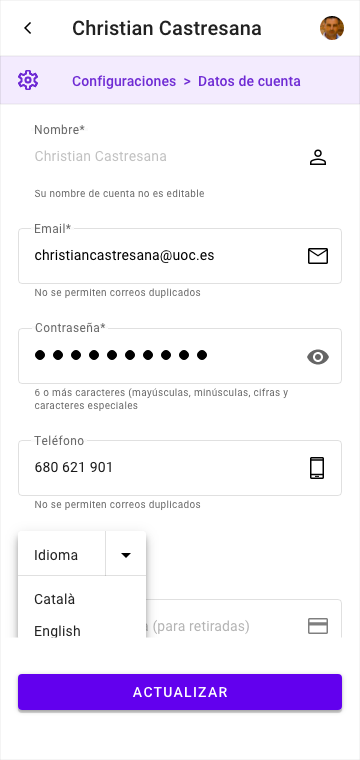 Christian Castresana
Configuraciones > Datos de cuenta
Nombre*
Christian Castresana
Su nombre de cuenta no es editable
Email*
christiancastresana@uoc.es
No se permiten correos duplicados
Contraseña*
6 o más caracteres (mayúsculas, minúsculas, cifras y
caracteres especiales
Teléfono
680 621 901
No se permiten correos duplicados
Idioma
Català
(para retiradas)
English
ACTUALIZAR